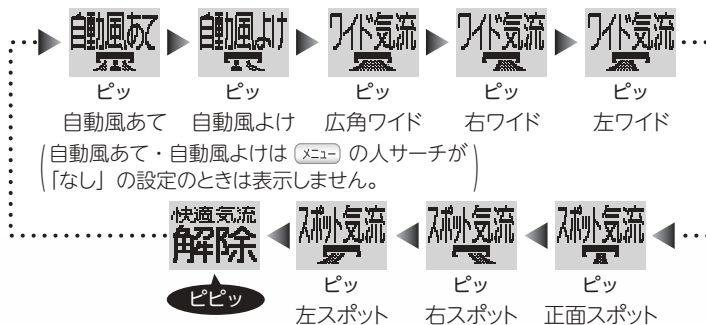 自動風あて 自動風よけ ワイド気流 ワイド気流 ワイド気流
ピッ ピッ ピッ ピッ ピッ
自動風あて 自動風よけ 広角ワイド 右ワイド 左ワイド
自動風あて・自動風よけは メニュー の人サーチが
「なし」の設定のときは表示しません。
快適気流
解除 スポット気流 スポット気流 スポット気流
ピピッ ピッ ピッ ピッ
左スポット 右スポット 正面スポット